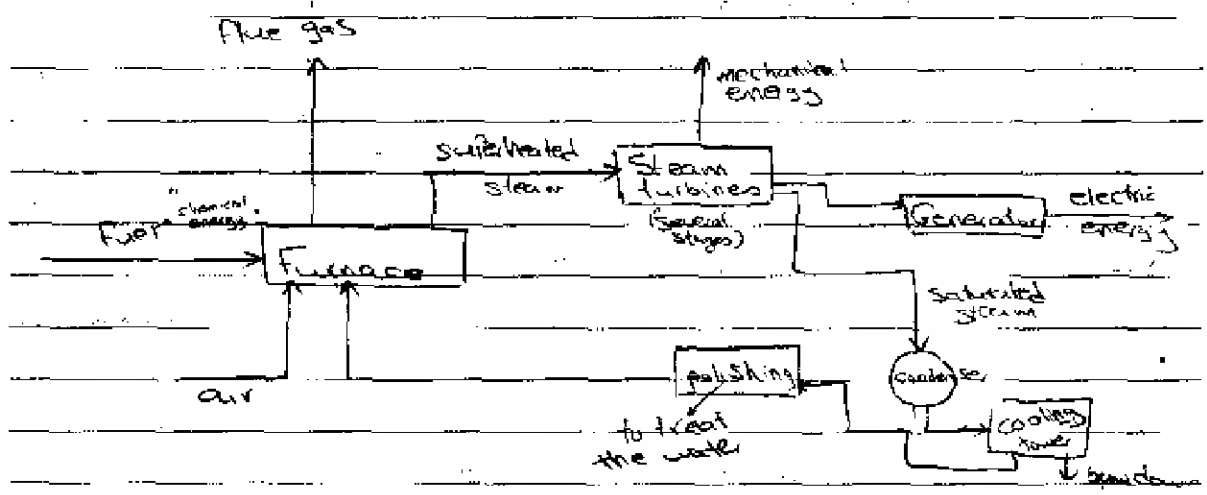 Flue gas
mechanical
energy
superheated
steam
Steam
turbines
(several
stages)
"chemical
energy"
Fuel
Furnace
Generator
electric
energy
saturated
steam
air
polishing
condenser
to treat
the water
cooling
tower